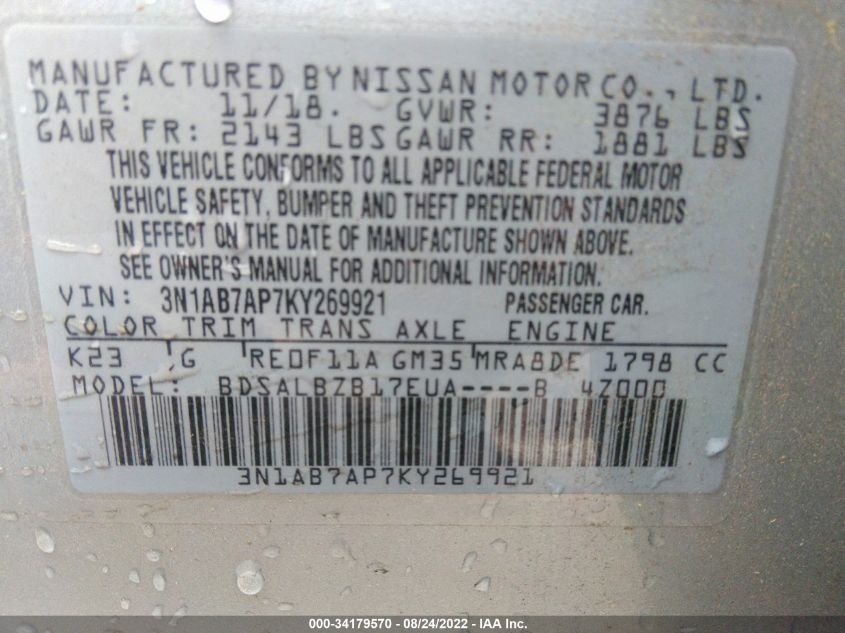 MANUFACTURED BY NISSAN MOTOR CO., LTD.
DATE: 11/18. GVWR: 3876 LBS
GAWR FR: 2143 LBS GAWR RR: 1881 LBS
THIS VEHICLE CONFORMS TO ALL APPLICABLE FEDERAL MOTOR
VEHICLE SAFETY, BUMPER AND THEFT PREVENTION STANDARDS
IN EFFECT ON THE DATE OF MANUFACTURE SHOWN ABOVE.
SEE OWNER'S MANUAL FOR ADDITIONAL INFORMATION.
VIN: 3N1AB7AP7KY269921 PASSENGER CAR.
COLOR TRIM TRANS AXLE ENGINE
K23 G RE0F11A GM35 MRA8DE 1798 CC
MODEL: BDSALBZB17EUA----B 4Z000
3N1AB7AP7KY269921
000-34179570 - 08/24/2022 - IAA Inc.